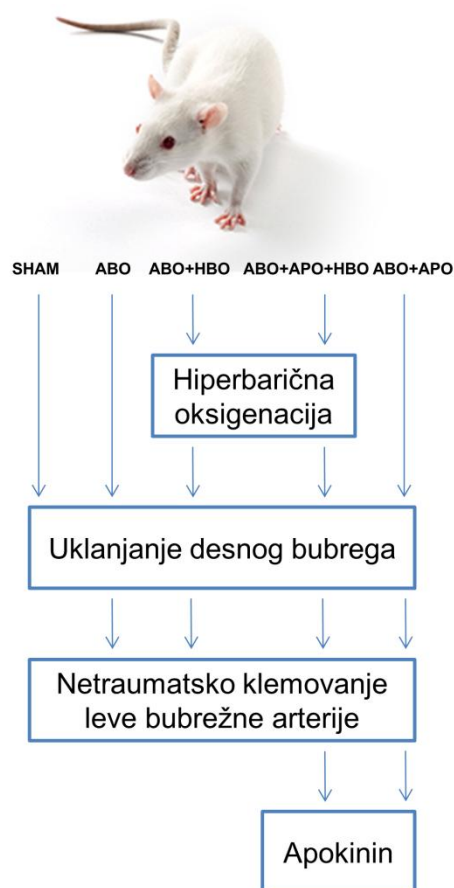 SHAM ABO ABO+HBO ABO+APO+HBO ABO+APO
Hiperbarična
oksigenacija
Uklanjanje desnog bubrega
Netraumatsko klemovanje
leve bubrežne arterije
Apokinin